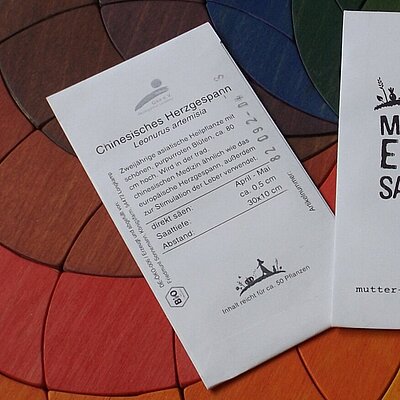 Chinesisches Herzgespann
Leonurus artemisia
Zweijährige asiatische Heilpflanze mit
schönen, purpurroten Blüten, ca. 80
cm hoch. Wird in der trad.
chinesischen Medizin ähnlich wie das
europäische Herzgespann, außerdem
zur Stimulation der Leber verwendet.
direkt säen: April - Mai
Saattiefe: ca. 0.5 cm
Abstand: 30x10 cm
Artikelnummer
BIO
Inhalt reicht für ca. 50 Pflanzen
M
E
SA
mutter-